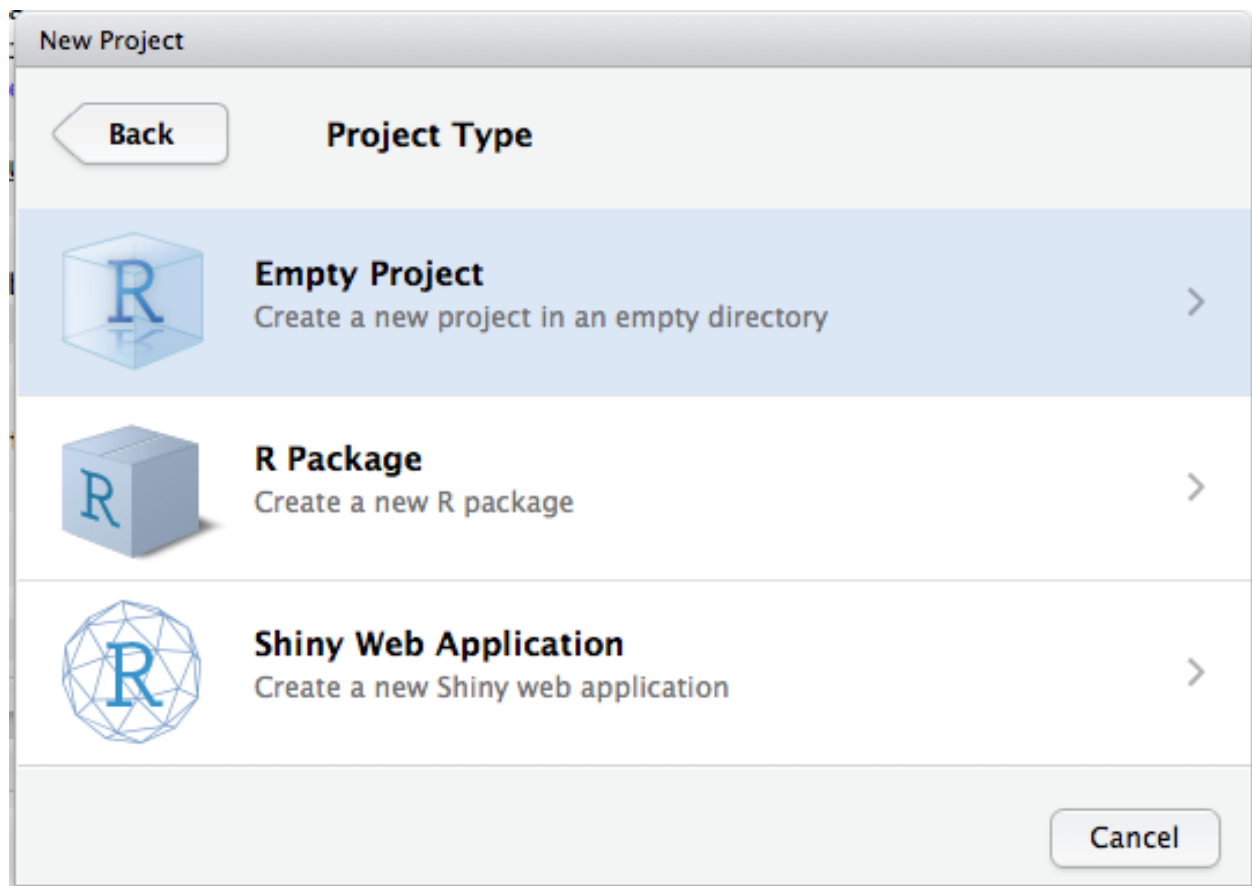 New Project
Back
Project Type
R
Empty Project
Create a new project in an empty directory
R
R Package
Create a new R package
R
Shiny Web Application
Create a new Shiny web application
Cancel